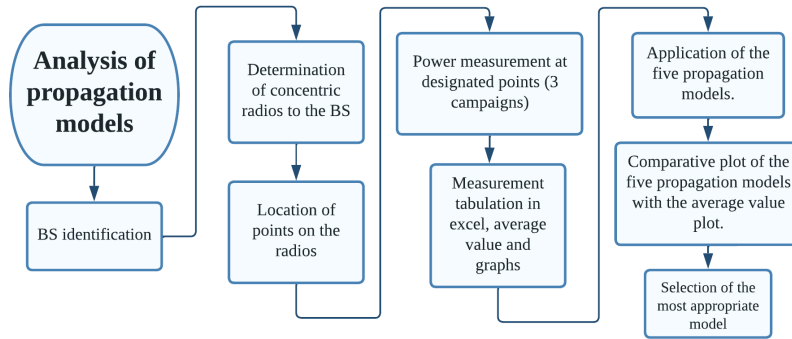 Analysis of
propagation
models
BS identification
Determination
of concentric
radios to the BS
Location of
points on the
radios
Power measurement at
designated points (3
campaigns)
Measurement
tabulation in
excel, average
value and
graphs
Application of the
five propagation
models.
Comparative plot of the
five propagation models
with the average value
plot.
Selection of the
most appropriate
model